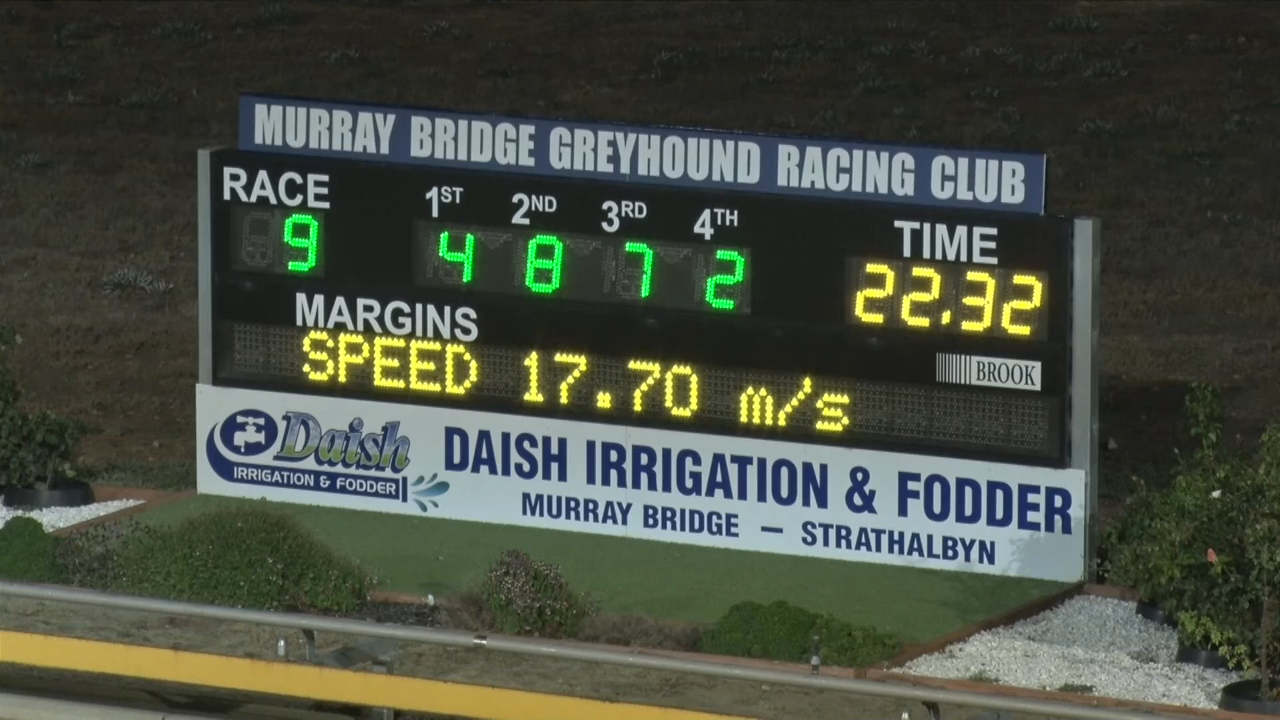 MURRAY BRIDGE GREYHOUND RACING CLUB
RACE 1ST 2ND 3RD 4TH TIME
9 4 8 7 2 22.32
MARGINS
SPEED 17.70 m/s
BROOK
Daish
IRRIGATION & FODDER
DAISH IRRIGATION & FODDER
MURRAY BRIDGE – STRATHALBYN